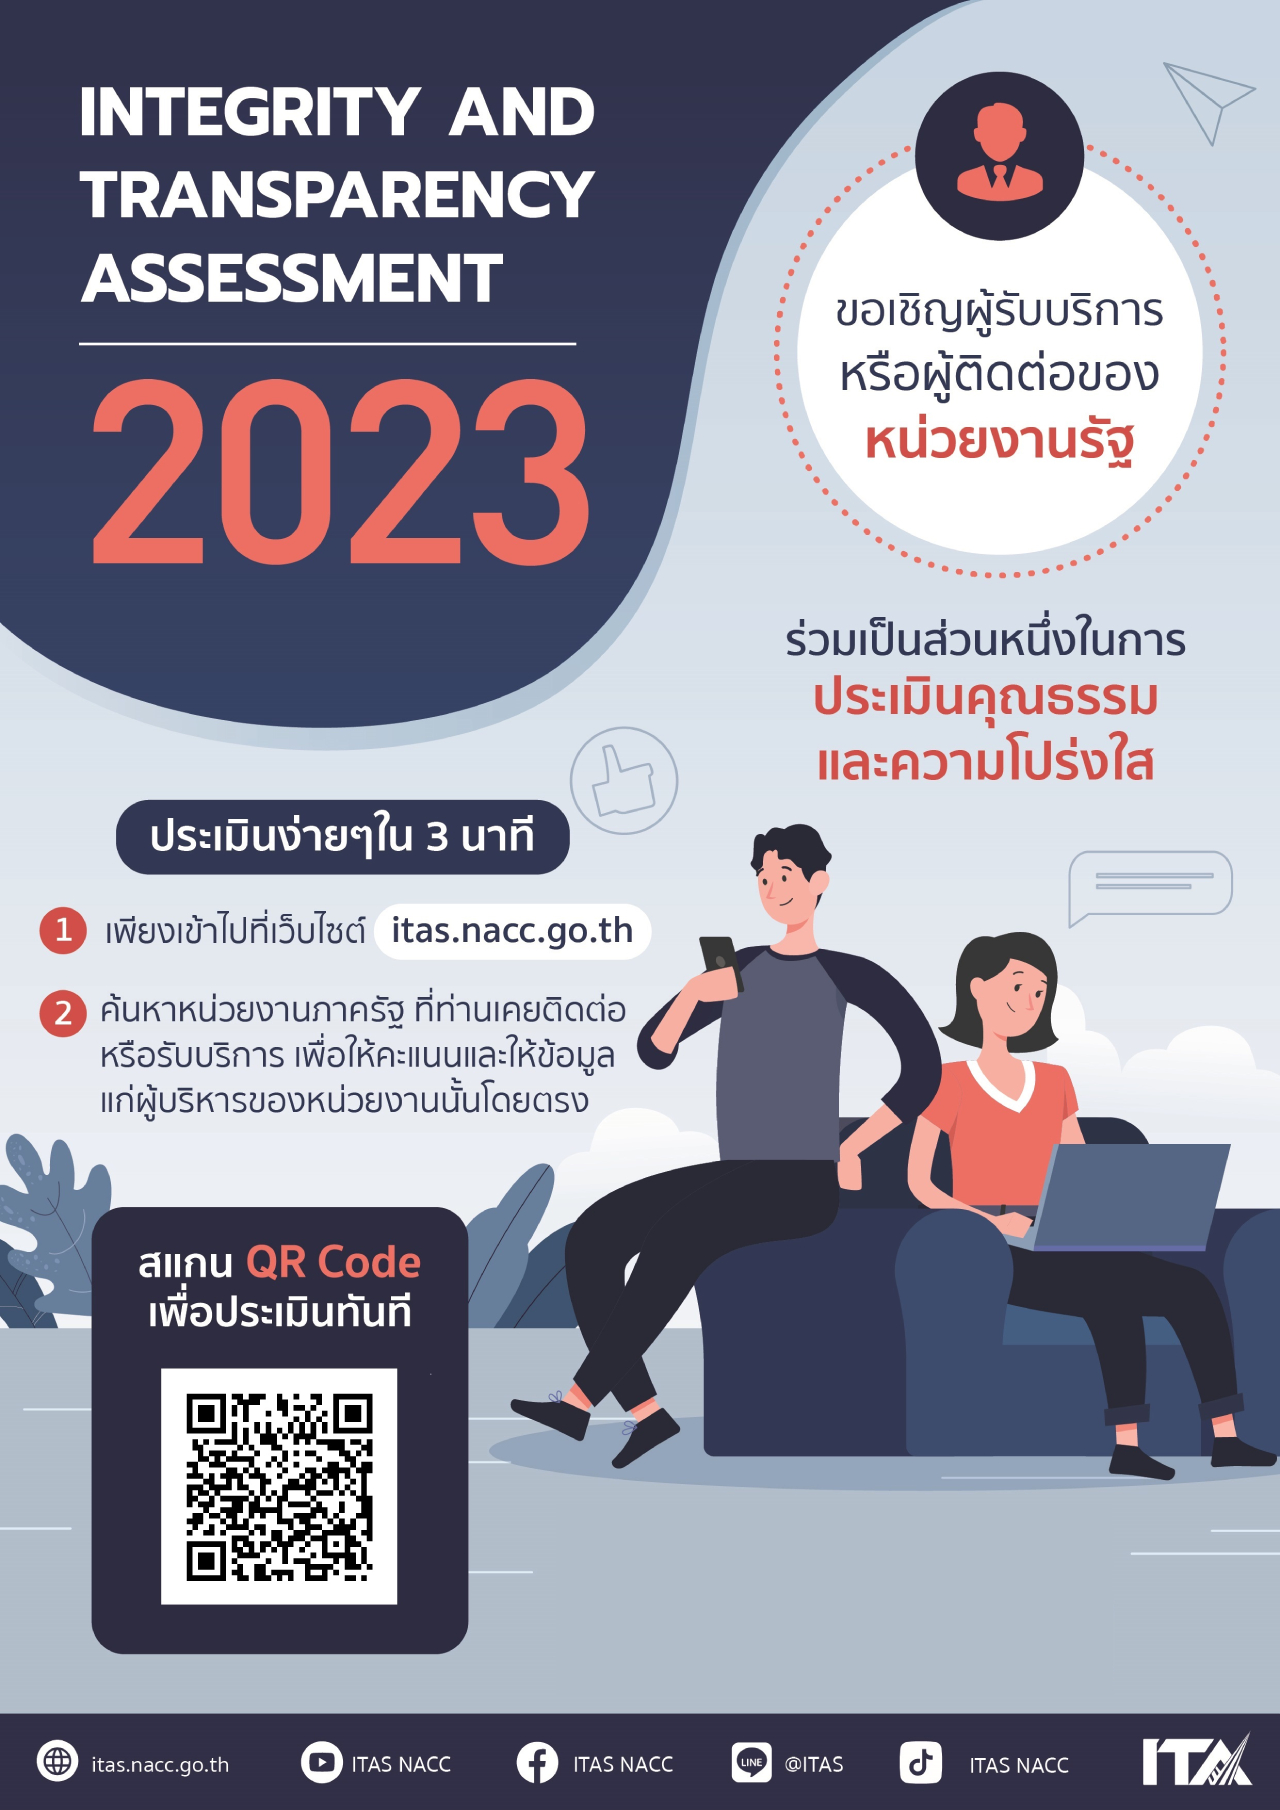 INTEGRITY AND
TRANSPARENCY
ASSESSMENT
2023
ขอเชิญผู้รับบริการ
หรือผู้ติดต่อของ
หน่วยงานรัฐ
ร่วมเป็นส่วนหนึ่งในการ
ประเมินคุณธรรม
และความโปร่งใส
ประเมินง่ายๆใน 3 นาที
1 เพียงเข้าไปที่เว็บไซต์ itas.nacc.go.th
2 ค้นหาหน่วยงานภาครัฐ ที่ท่านเคยติดต่อ
หรือรับบริการ เพื่อให้คะแนนและให้ข้อมูล
แก่ผู้บริหารของหน่วยงานนั้นโดยตรง
สแกน QR Code
เพื่อประเมินทันที
itas.nacc.go.th ITAS NACC ITAS NACC LINE @ITAS ITAS NACC ITA